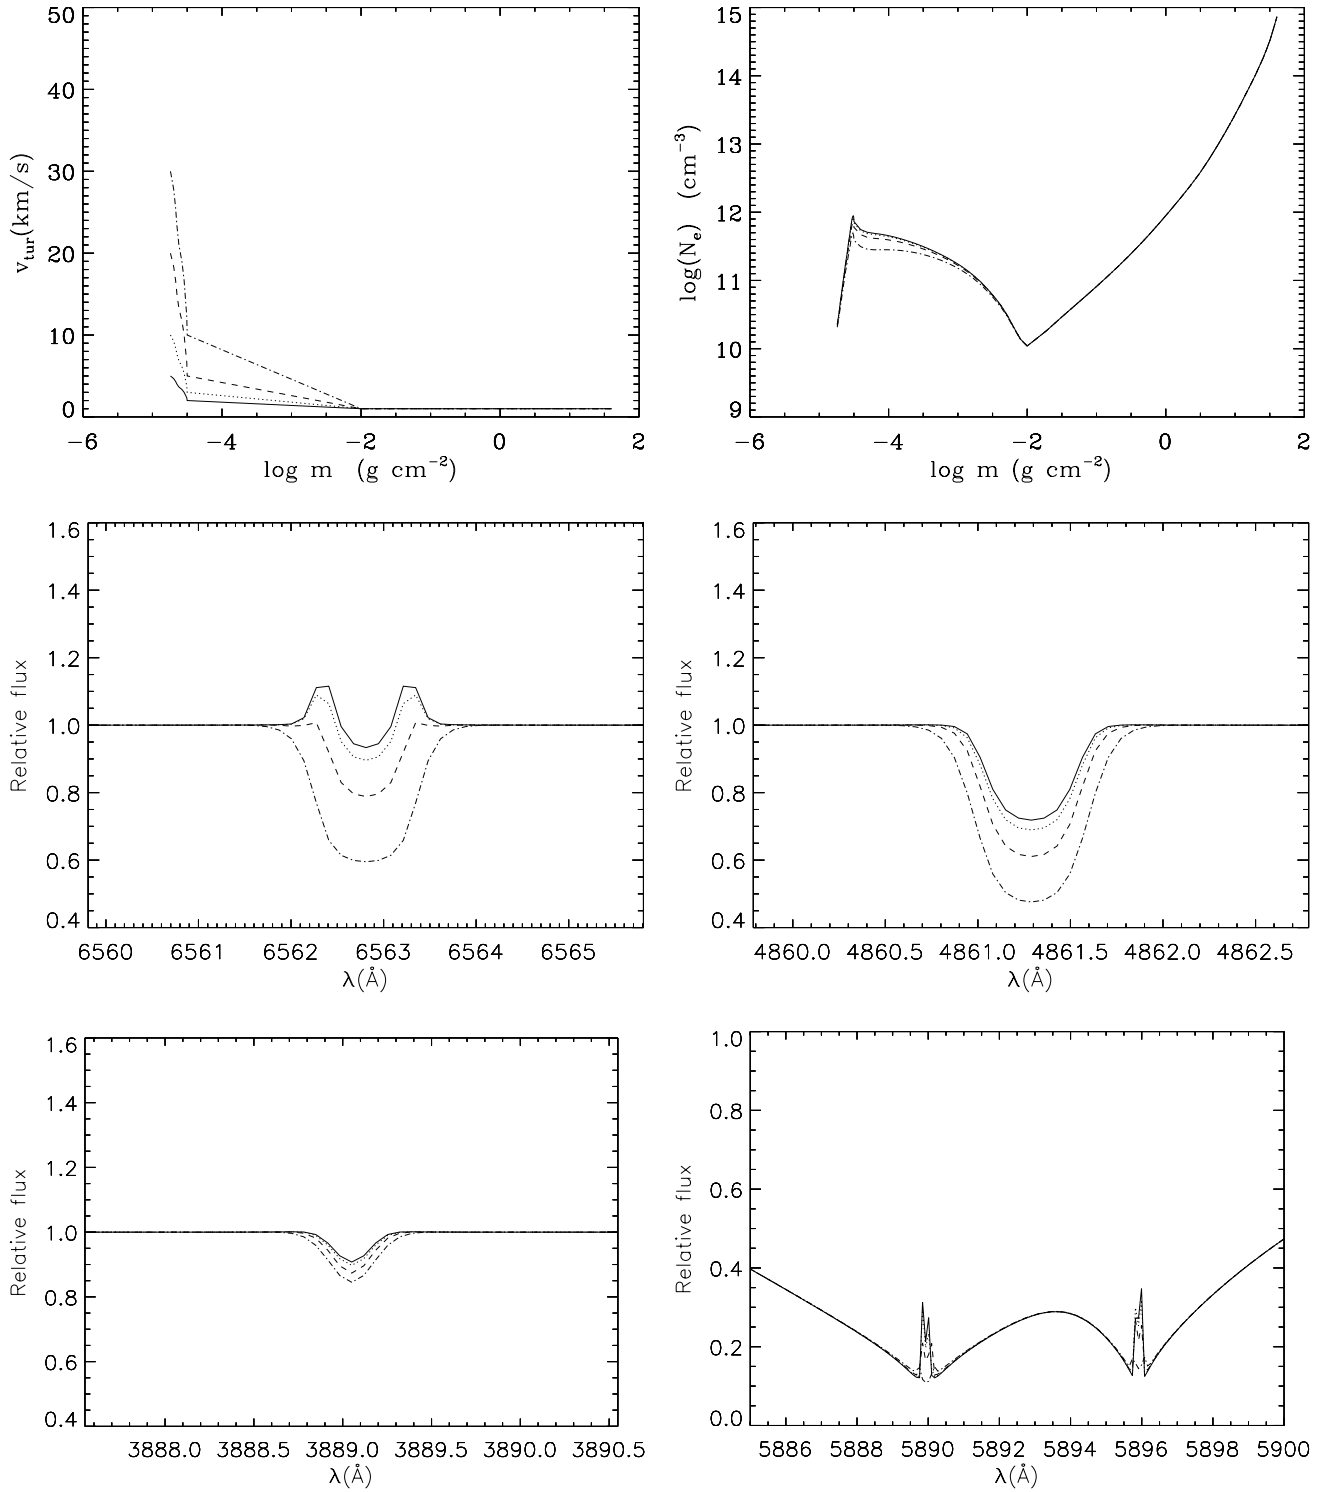 50
40
30
20
10
0
v_tur(km/s)
−6 −4 −2 0 2
log m (g cm⁻²)
15
14
13
12
11
10
9
log(N_e) (cm⁻³)
−6 −4 −2 0 2
log m (g cm⁻²)
1.6
1.4
1.2
1.0
0.8
0.6
0.4
Relative flux
6560 6561 6562 6563 6564 6565
λ(Å)
1.6
1.4
1.2
1.0
0.8
0.6
0.4
Relative flux
4860.0 4860.5 4861.0 4861.5 4862.0 4862.5
λ(Å)
1.6
1.4
1.2
1.0
0.8
0.6
0.4
Relative flux
3888.0 3888.5 3889.0 3889.5 3890.0 3890.5
λ(Å)
1.0
0.8
0.6
0.4
0.2
0.0
Relative flux
5886 5888 5890 5892 5894 5896 5898 5900
λ(Å)